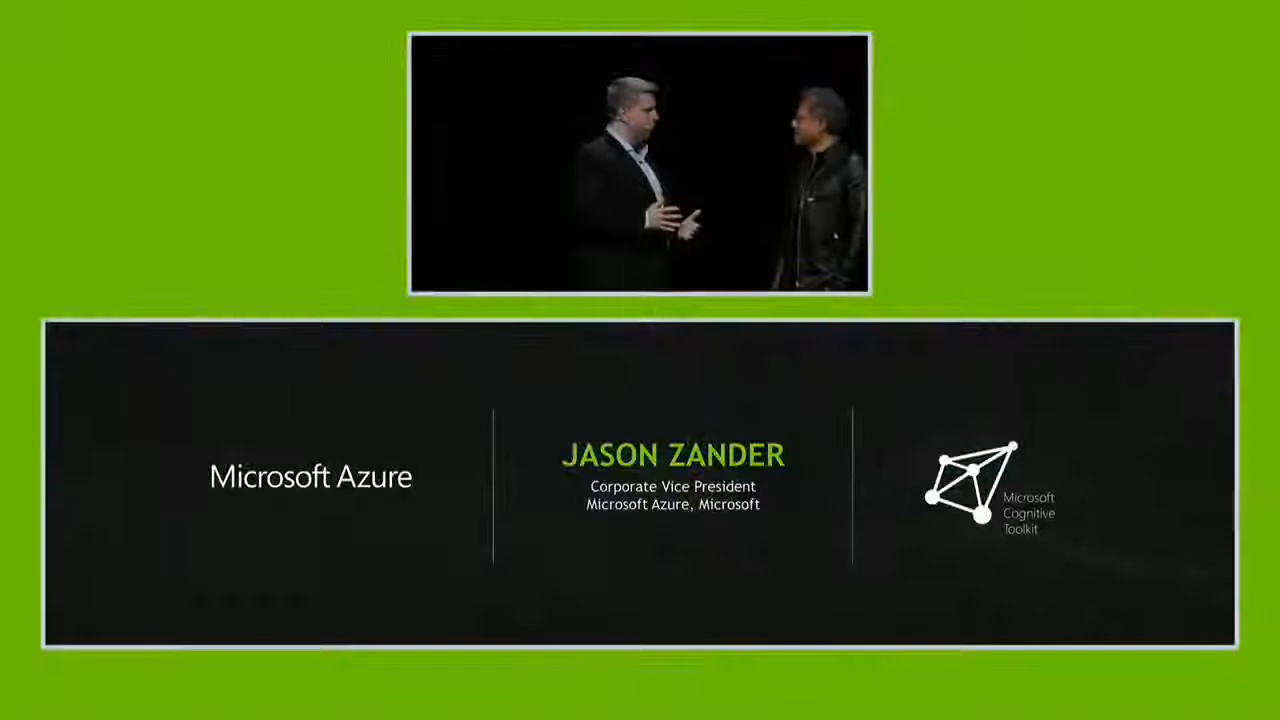 Microsoft Azure
JASON ZANDER
Corporate Vice President
Microsoft Azure, Microsoft
Microsoft
Cognitive
Toolkit